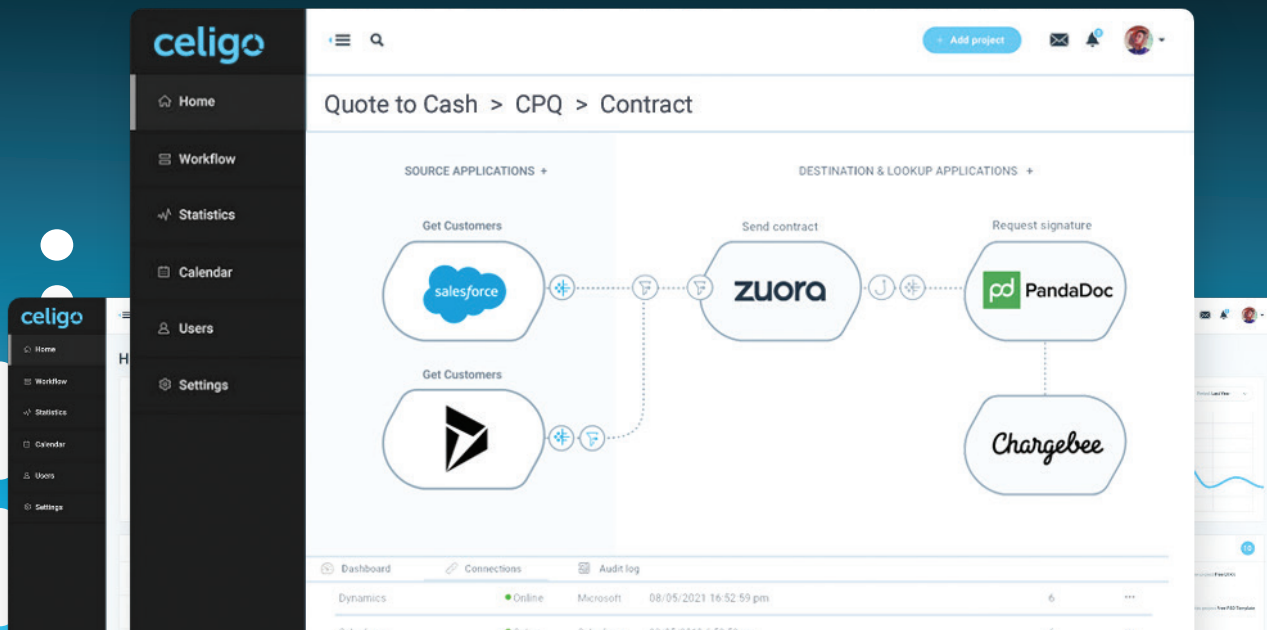 celigo
+ Add project
Home
Quote to Cash > CPQ > Contract
Workflow
SOURCE APPLICATIONS +
DESTINATION & LOOKUP APPLICATIONS +
Statistics
Get Customers
Send contract
Request signature
Calendar
salesforce
zuora
pd PandaDoc
Users
Get Customers
Settings
Chargebee
Dashboard
Connections
Audit log
Dynamics
Online
Microsoft
08/05/2021 16:52:59 pm
6
celigo
Home
H
Workflow
Statistics
Calendar
Users
Settings